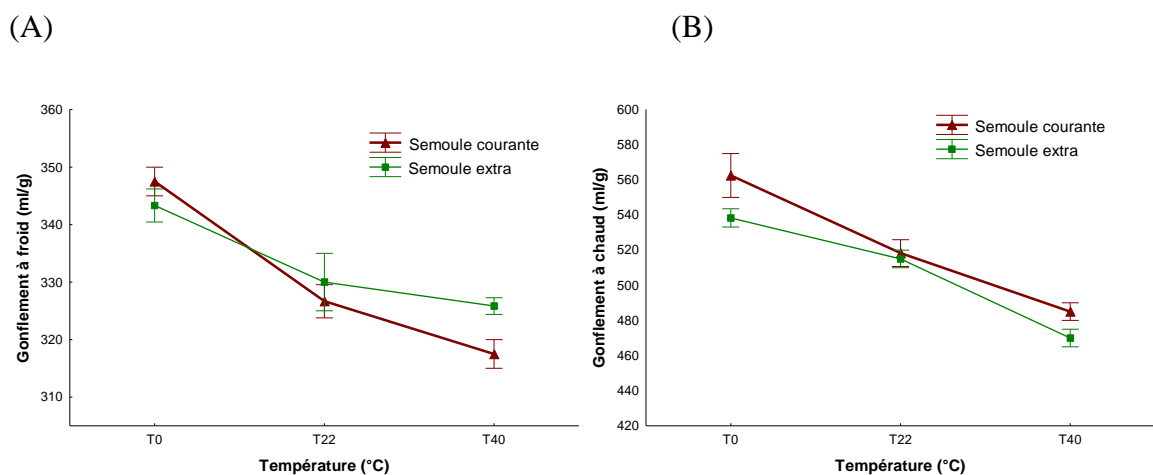 (A)
360
350
340
330
320
310
Gonflement à froid (ml/g)
Semoule courante
Semoule extra
T0 T22 T40
Température (°C)
(B)
600
580
560
540
520
500
480
460
440
420
Gonflement à chaud (ml/g)
Semoule courante
Semoule extra
T0 T22 T40
Température (°C)